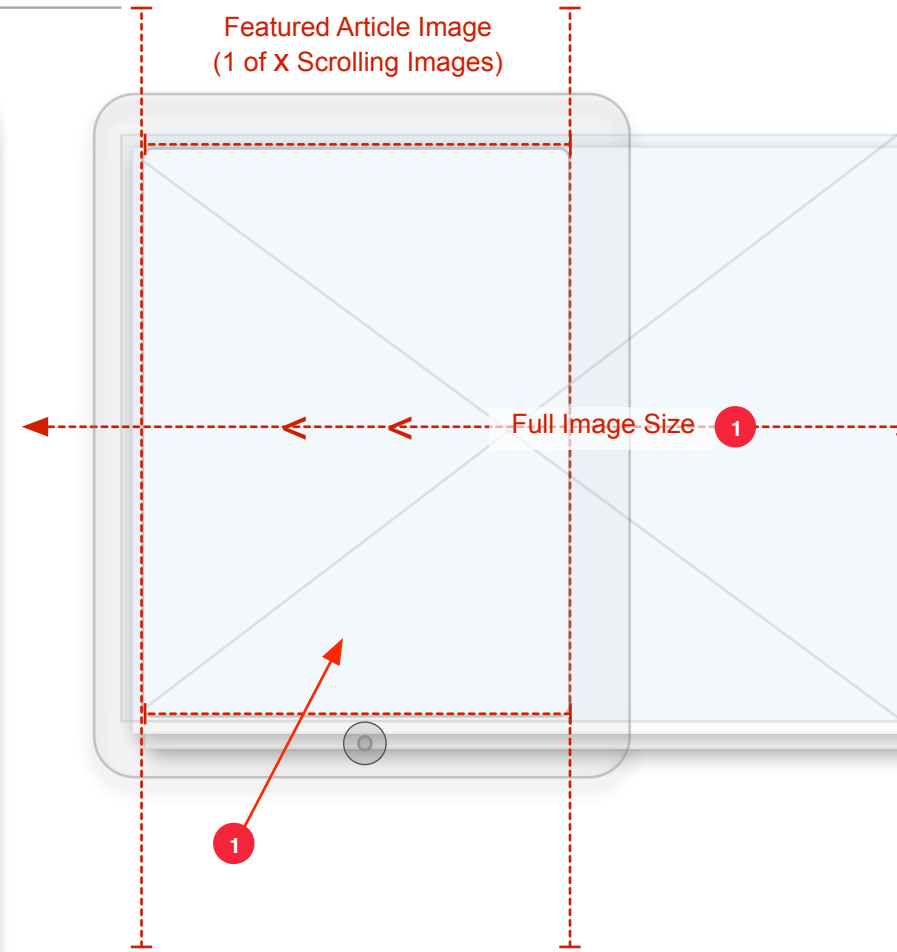 Featured Article Image
(1 of X Scrolling Images)
Full Image Size 1
1